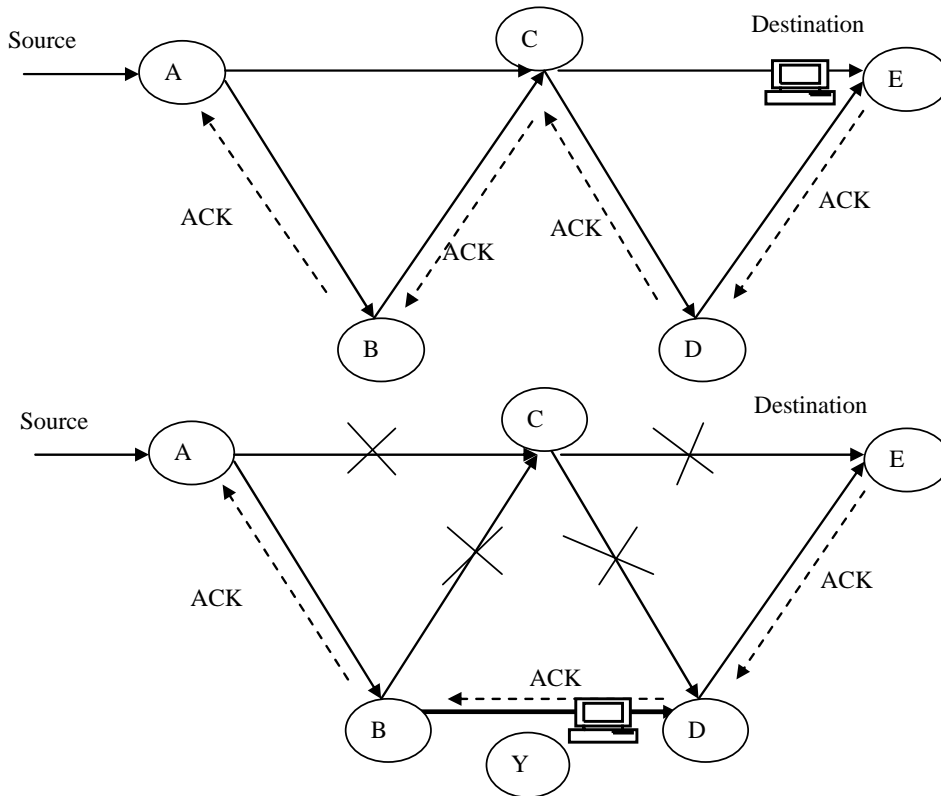 Source
A
C
Destination
E
ACK
ACK
ACK
ACK
B
D
Source
A
C
Destination
E
ACK
ACK
ACK
B
D
Y